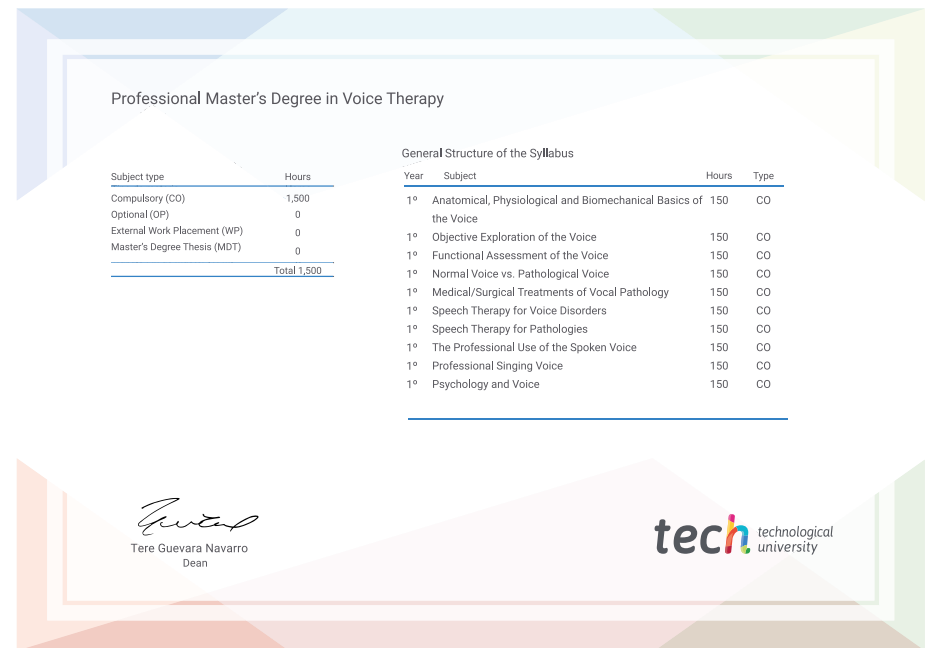 Professional Master's Degree in Voice Therapy
Subject type Hours
Compulsory (CO) 1,500
Optional (OP) 0
External Work Placement (WP) 0
Master's Degree Thesis (MDT) 0
Total 1,500
General Structure of the Syllabus
Year Subject Hours Type
1º Anatomical, Physiological and Biomechanical Basics of 150 CO
the Voice
1º Objective Exploration of the Voice 150 CO
1º Functional Assessment of the Voice 150 CO
1º Normal Voice vs. Pathological Voice 150 CO
1º Medical/Surgical Treatments of Vocal Pathology 150 CO
1º Speech Therapy for Voice Disorders 150 CO
1º Speech Therapy for Pathologies 150 CO
1º The Professional Use of the Spoken Voice 150 CO
1º Professional Singing Voice 150 CO
1º Psychology and Voice 150 CO
Tere Guevara Navarro
Dean
tech technological
university